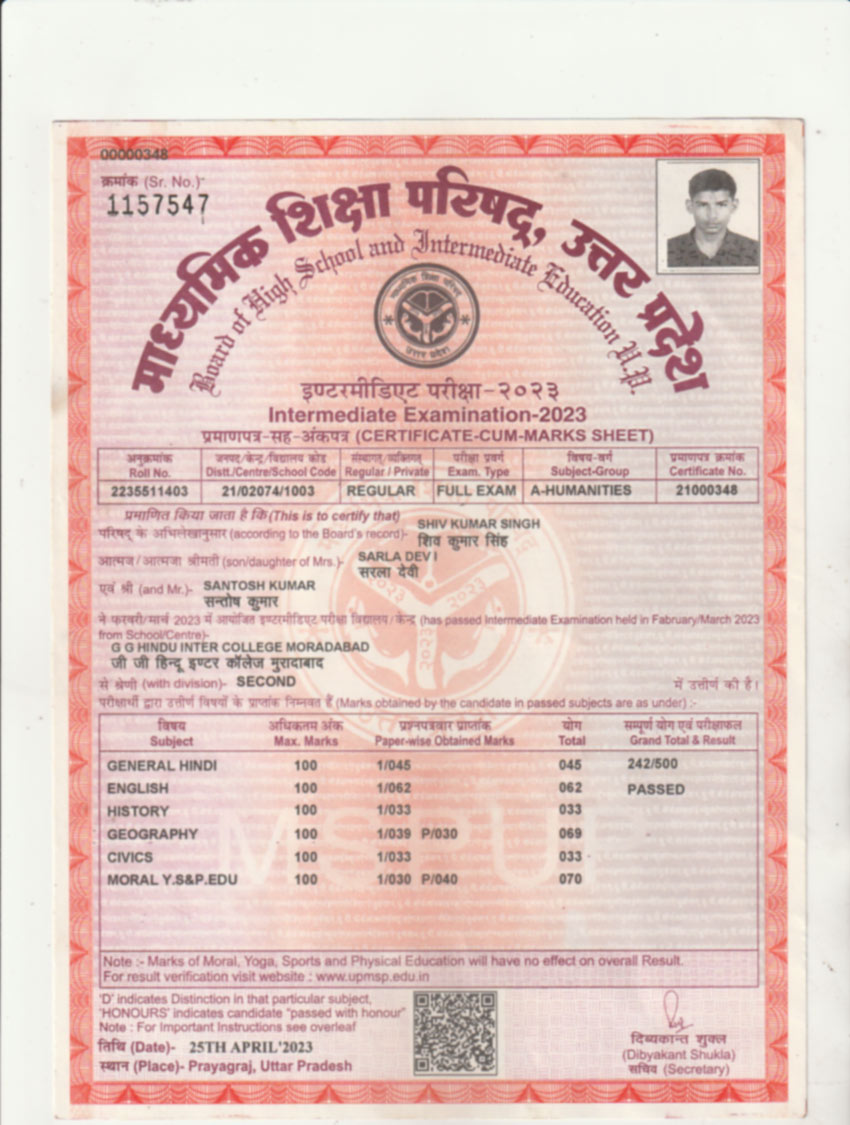 00000348
क्रमांक (Sr. No.)-
1157547
माध्यमिक शिक्षा परिषद्, उत्तर प्रदेश
Board of High School and Intermediate Education U.P.
माध्यमिक शिक्षा परिषद्
उत्तर प्रदेश
इण्टरमीडिएट परीक्षा-२०२३
Intermediate Examination-2023
प्रमाणपत्र-सह-अंकपत्र (CERTIFICATE-CUM-MARKS SHEET)
अनुक्रमांक जनपद/केन्द्र/विद्यालय कोड संस्थागत/व्यक्तिगत परीक्षा प्रवर्ग विषय-वर्ग प्रमाणपत्र क्रमांक
Roll No. Distt./Centre/School Code Regular / Private Exam. Type Subject-Group Certificate No.
2235511403 21/02074/1003 REGULAR FULL EXAM A-HUMANITIES 21000348
प्रमाणित किया जाता है कि (This is to certify that)
परिषद् के अभिलेखानुसार (according to the Board's record)- SHIV KUMAR SINGH
शिव कुमार सिंह
आत्मज/आत्मजा श्रीमती (son/daughter of Mrs.)- SARLA DEVI
सरला देवी
एवं श्री (and Mr.)- SANTOSH KUMAR
सन्तोष कुमार
ने फरवरी/मार्च 2023 में आयोजित इण्टरमीडिएट परीक्षा विद्यालय/केन्द्र (has passed Intermediate Examination held in Fabruary/March 2023
from School/Centre)-
G G HINDU INTER COLLEGE MORADABAD
जी जी हिन्दू इण्टर कॉलेज मुरादाबाद
से श्रेणी (with division)- SECOND में उत्तीर्ण की है।
परीक्षार्थी द्वारा उत्तीर्ण विषयों के प्राप्तांक निम्नवत हैं (Marks obtained by the candidate in passed subjects are as under) :-
विषय अधिकतम अंक प्रश्नपत्रवार प्राप्तांक योग सम्पूर्ण योग एवं परीक्षाफल
Subject Max. Marks Paper-wise Obtained Marks Total Grand Total & Result
GENERAL HINDI 100 1/045 045 242/500
ENGLISH 100 1/062 062 PASSED
HISTORY 100 1/033 033
GEOGRAPHY 100 1/039 P/030 069
CIVICS 100 1/033 033
MORAL Y.S&P.EDU 100 1/030 P/040 070
MSPUP
Note :- Marks of Moral, Yoga, Sports and Physical Education will have no effect on overall Result.
For result verification visit website : www.upmsp.edu.in
'D' indicates Distinction in that particular subject,
'HONOURS' indicates candidate "passed with honour"
Note : For Important Instructions see overleaf
तिथि (Date)- 25TH APRIL'2023
स्थान (Place)- Prayagraj, Uttar Pradesh
दिब्यकान्त शुक्ल
(Dibyakant Shukla)
सचिव (Secretary)